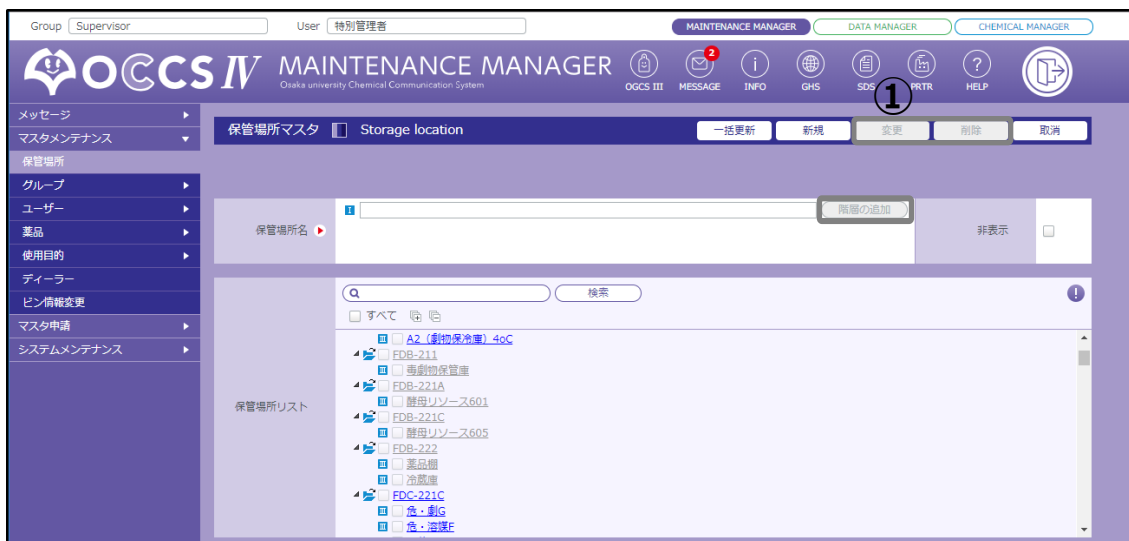 Group Supervisor User 特別管理者 MAINTENANCE MANAGER DATA MANAGER CHEMICAL MANAGER
OCCS IV MAINTENANCE MANAGER
Osaka university Chemical Communication System
2
OGCS III MESSAGE INFO GHS SDS PRTR HELP
①
メッセージ
マスタメンテナンス
保管場所
グループ
ユーザー
薬品
使用目的
ディーラー
ビン情報変更
マスタ申請
システムメンテナンス
保管場所マスタ Storage location 一括更新 新規 変更 削除 取消
保管場所名 I 階層の追加 非表示
検索
すべて
保管場所リスト
III A2（劇物保冷庫）4oC
FDB-211
III 毒劇物保管庫
FDB-221A
III 酵母リソース601
FDB-221C
III 酵母リソース605
FDB-222
III 薬品棚
III 冷蔵庫
FDC-221C
III 危・劇G
III 危・溶媒F